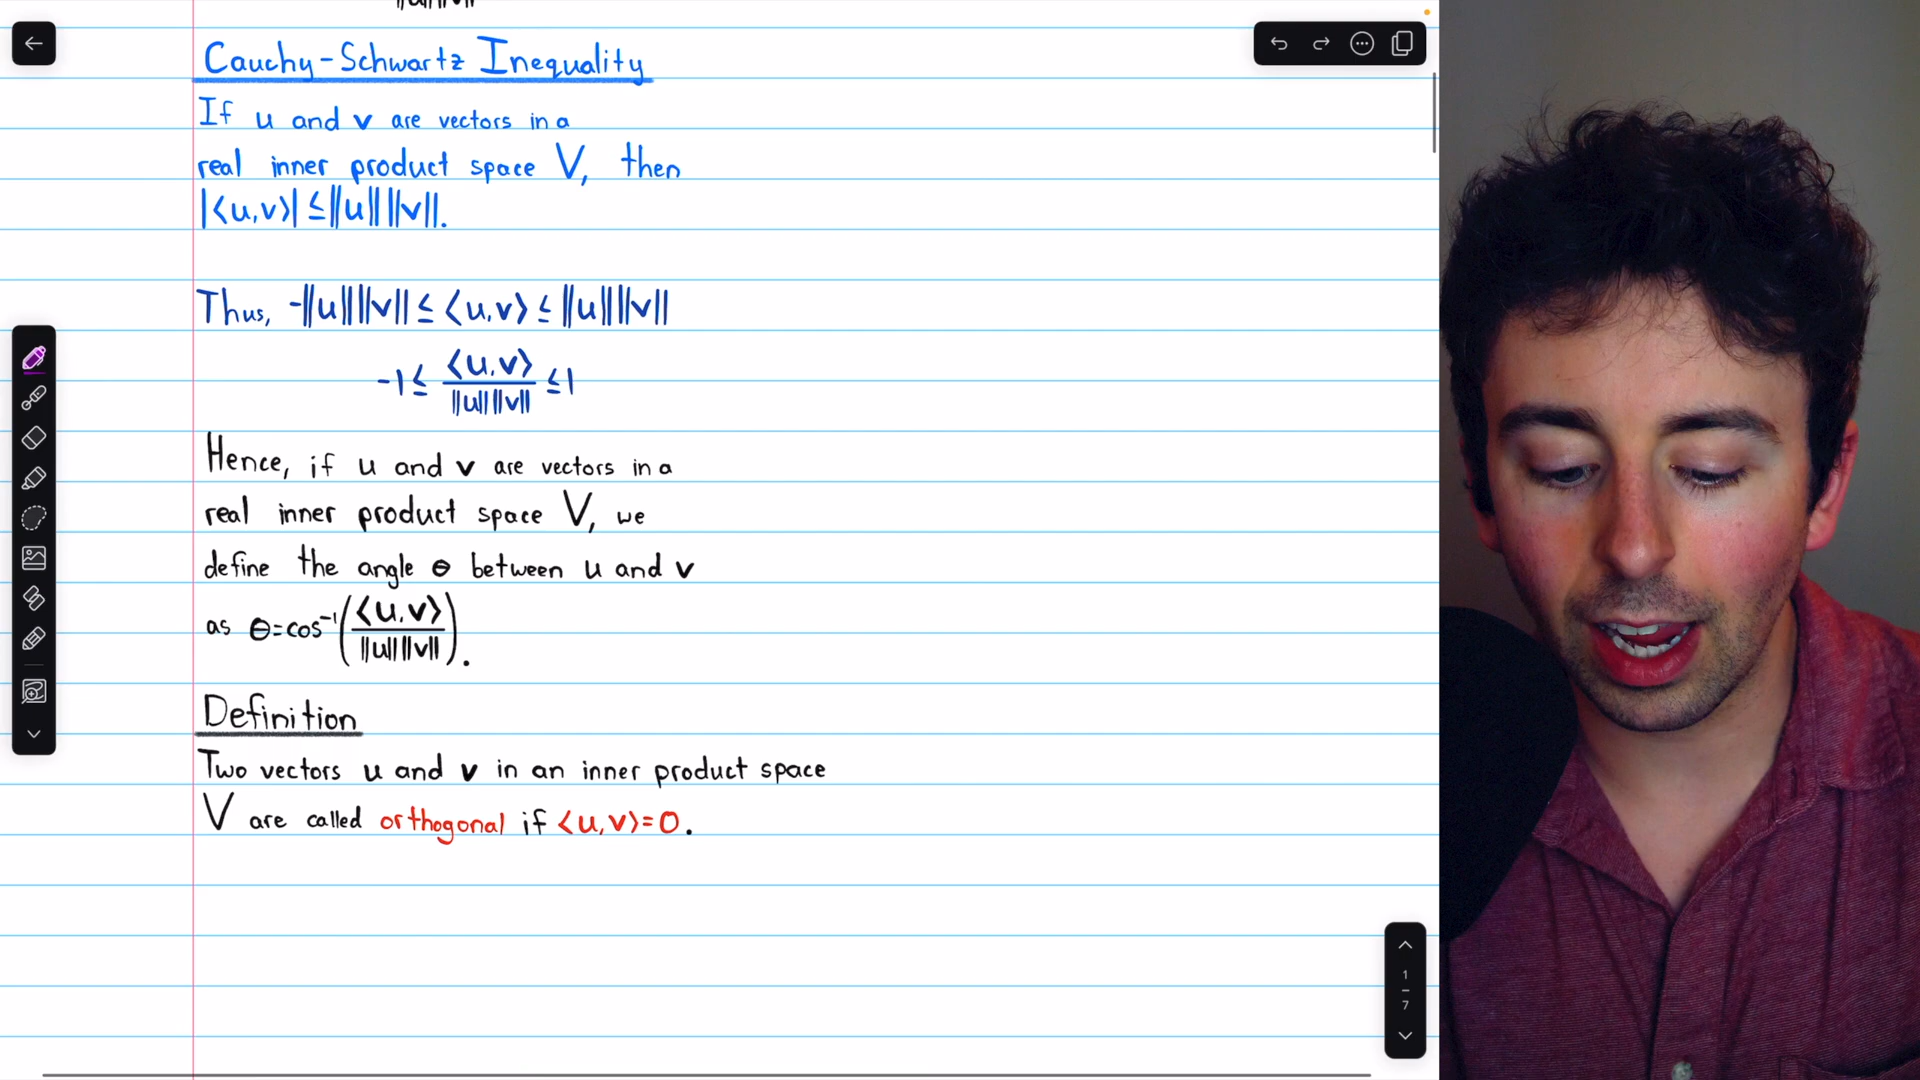 Cauchy-Schwartz Inequality
If u and v are vectors in a
real inner product space V, then
|⟨u,v⟩| ≤ ||u|| ||v||.
Thus, -||u|| ||v|| ≤ ⟨u,v⟩ ≤ ||u|| ||v||
-1 ≤ ⟨u,v⟩ / ||u|| ||v|| ≤ 1
Hence, if u and v are vectors in a
real inner product space V, we
define the angle θ between u and v
as θ = cos⁻¹(⟨u,v⟩ / ||u|| ||v||).
Definition
Two vectors u and v in an inner product space
V are called orthogonal if ⟨u,v⟩=0.
1
–
7